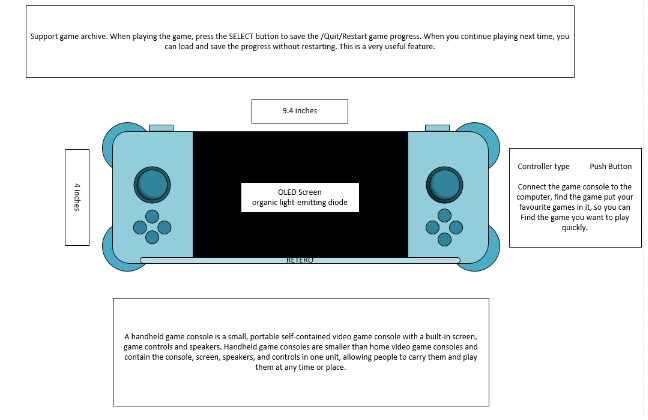 Support game archive. When playing the game, press the SELECT button to save the /Quit/Restart game progress. When you continue playing next time, you
can load and save the progress without restarting. This is a very useful feature.
9.4 inches
4 inches
OLED Screen
organic light-emitting diode
RETERO
Controller type Push Button
Connect the game console to the
computer, find the game put your
favourite games in it, so you can
Find the game you want to play
quickly.
A handheld game console is a small, portable self-contained video game console with a built-in screen,
game controls and speakers. Handheld game consoles are smaller than home video game consoles and
contain the console, screen, speakers, and controls in one unit, allowing people to carry them and play
them at any time or place.